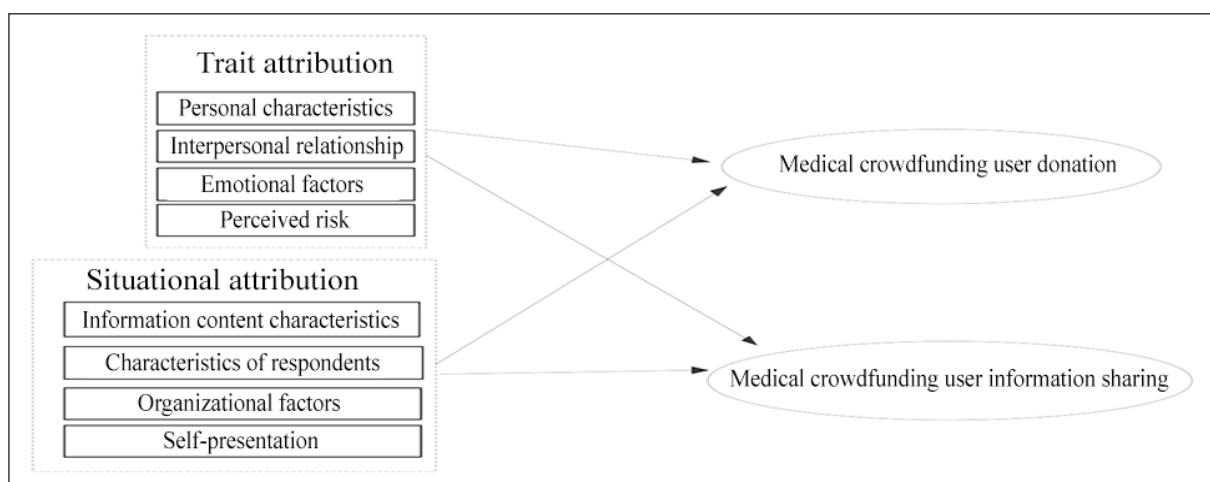 Trait attribution
Personal characteristics
Interpersonal relationship
Emotional factors
Perceived risk
Situational attribution
Information content characteristics
Characteristics of respondents
Organizational factors
Self-presentation
Medical crowdfunding user donation
Medical crowdfunding user information sharing